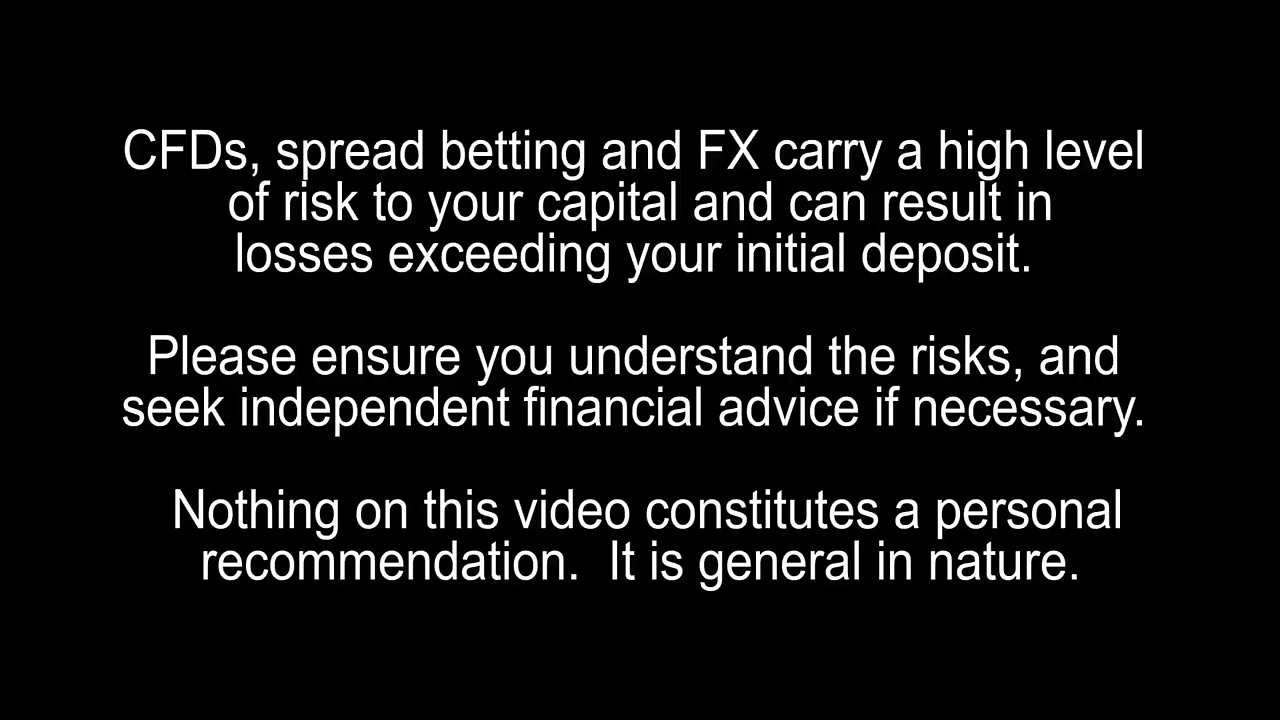 CFDs, spread betting and FX carry a high level
of risk to your capital and can result in
losses exceeding your initial deposit.
Please ensure you understand the risks, and
seek independent financial advice if necessary.
Nothing on this video constitutes a personal
recommendation.  It is general in nature.